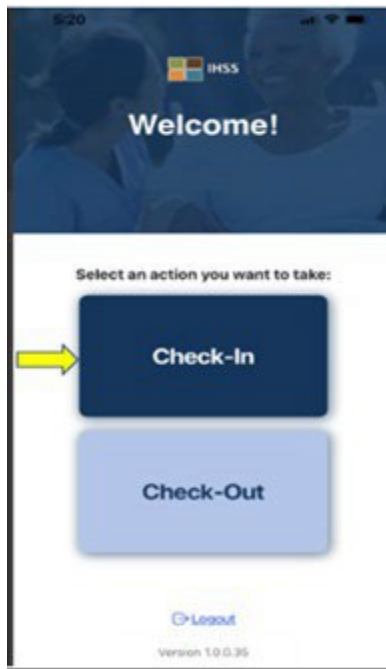 5:20
IHSS
Welcome!
Select an action you want to take:
Check-In
Check-Out
Logout
Version 1.0.0.35